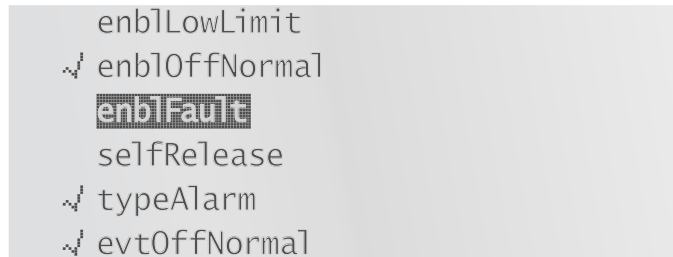 enblLowLimit
enblOffNormal
enblFault
selfRelease
typeAlarm
evtOffNormal